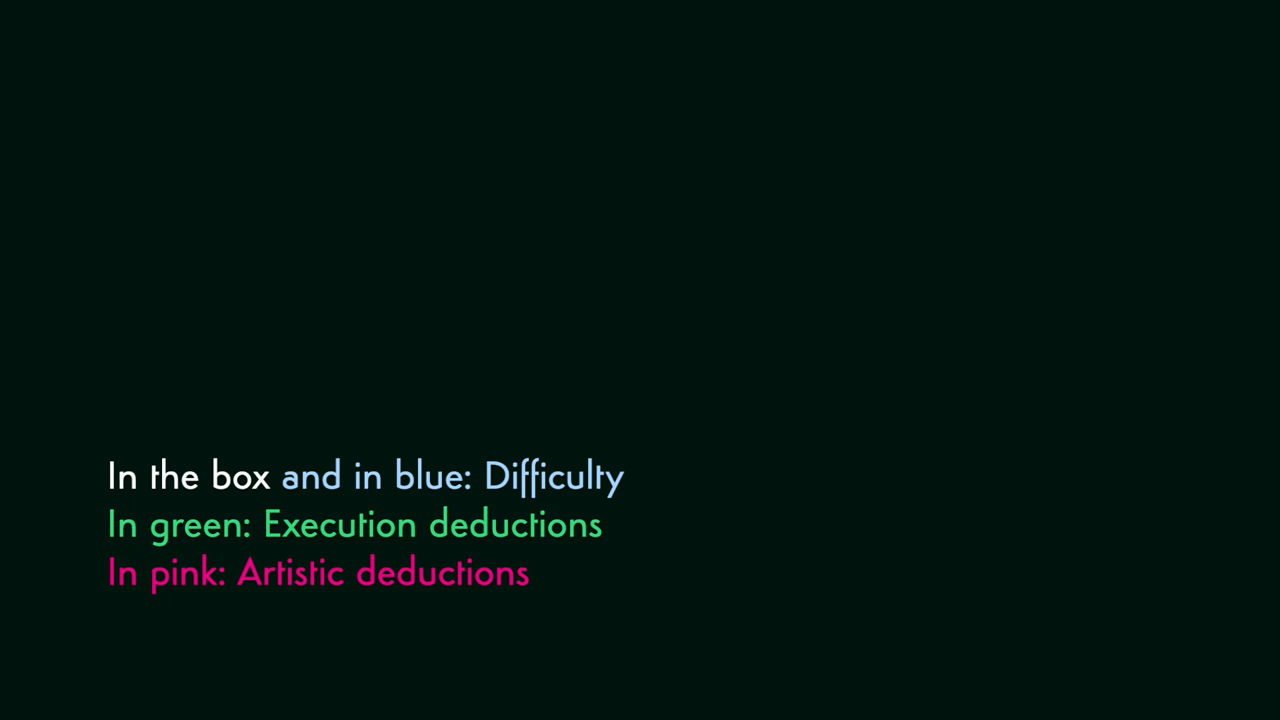 In the box and in blue: Difficulty
In green: Execution deductions
In pink: Artistic deductions